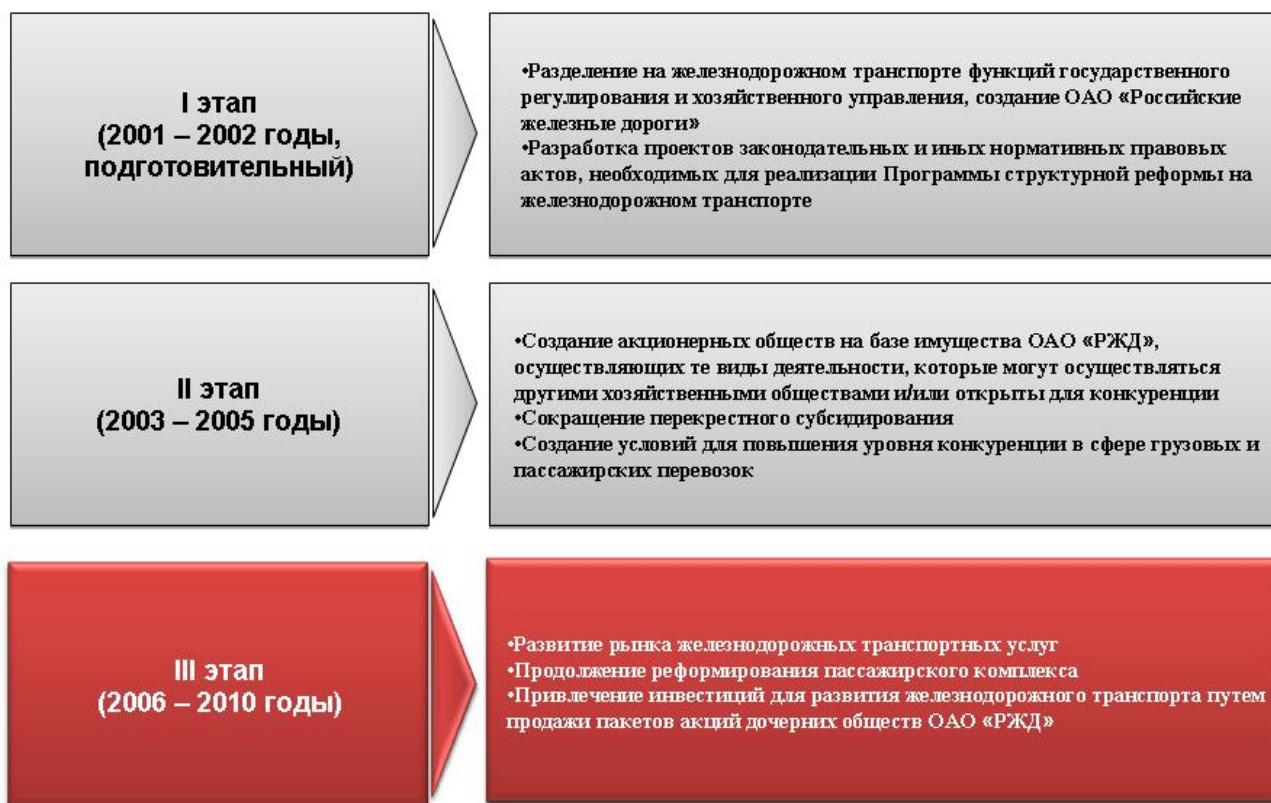 I этап
(2001 – 2002 годы,
подготовительный)
•Разделение на железнодорожном транспорте функций государственного
регулирования и хозяйственного управления, создание ОАО «Российские
железные дороги»
•Разработка проектов законодательных и иных нормативных правовых
актов, необходимых для реализации Программы структурной реформы на
железнодорожном транспорте
II этап
(2003 – 2005 годы)
•Создание акционерных обществ на базе имущества ОАО «РЖД»,
осуществляющих те виды деятельности, которые могут осуществляться
другими хозяйственными обществами и/или открыты для конкуренции
•Сокращение перекрестного субсидирования
•Создание условий для повышения уровня конкуренции в сфере грузовых и
пассажирских перевозок
III этап
(2006 – 2010 годы)
•Развитие рынка железнодорожных транспортных услуг
•Продолжение реформирования пассажирского комплекса
•Привлечение инвестиций для развития железнодорожного транспорта путем
продажи пакетов акций дочерних обществ ОАО «РЖД»